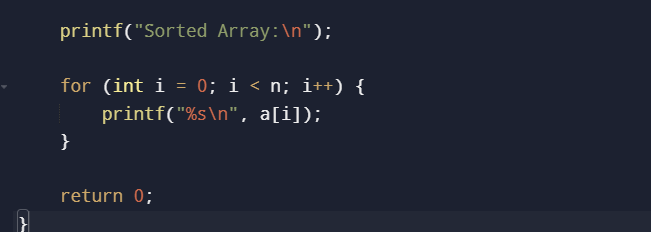 printf("Sorted Array:\n");
for (int i = 0; i < n; i++) {
printf("%s\n", a[i]);
}
return 0;
}